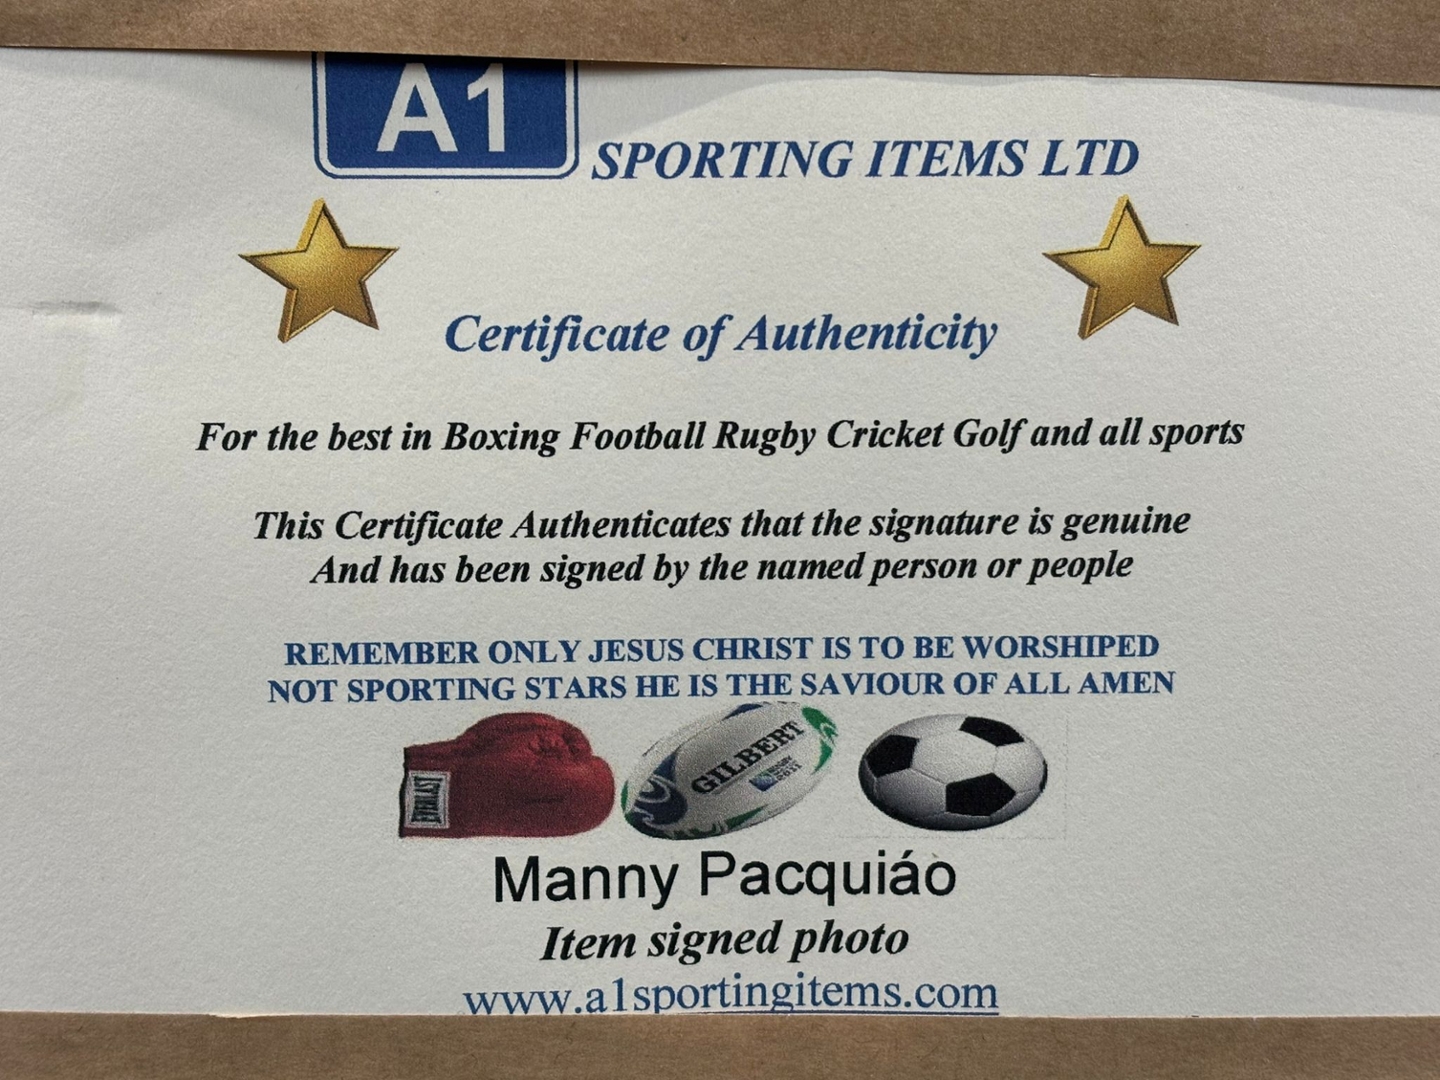 A1
SPORTING ITEMS LTD
Certificate of Authenticity
For the best in Boxing Football Rugby Cricket Golf and all sports
This Certificate Authenticates that the signature is genuine
And has been signed by the named person or people
REMEMBER ONLY JESUS CHRIST IS TO BE WORSHIPED
NOT SPORTING STARS HE IS THE SAVIOUR OF ALL AMEN
EVERLAST
GILBERT
RUGBY
Manny Pacquiáo
Item signed photo
www.a1sportingitems.com